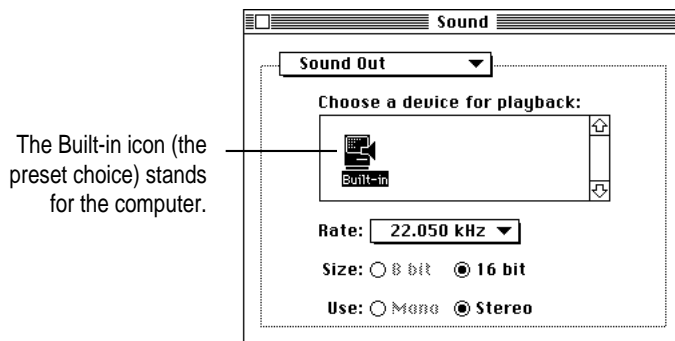 Sound
Sound Out
Choose a device for playback:
The Built-in icon (the
preset choice) stands
for the computer.
Built-in
Rate: 22.050 kHz
Size: 8 bit 16 bit
Use: Mono Stereo